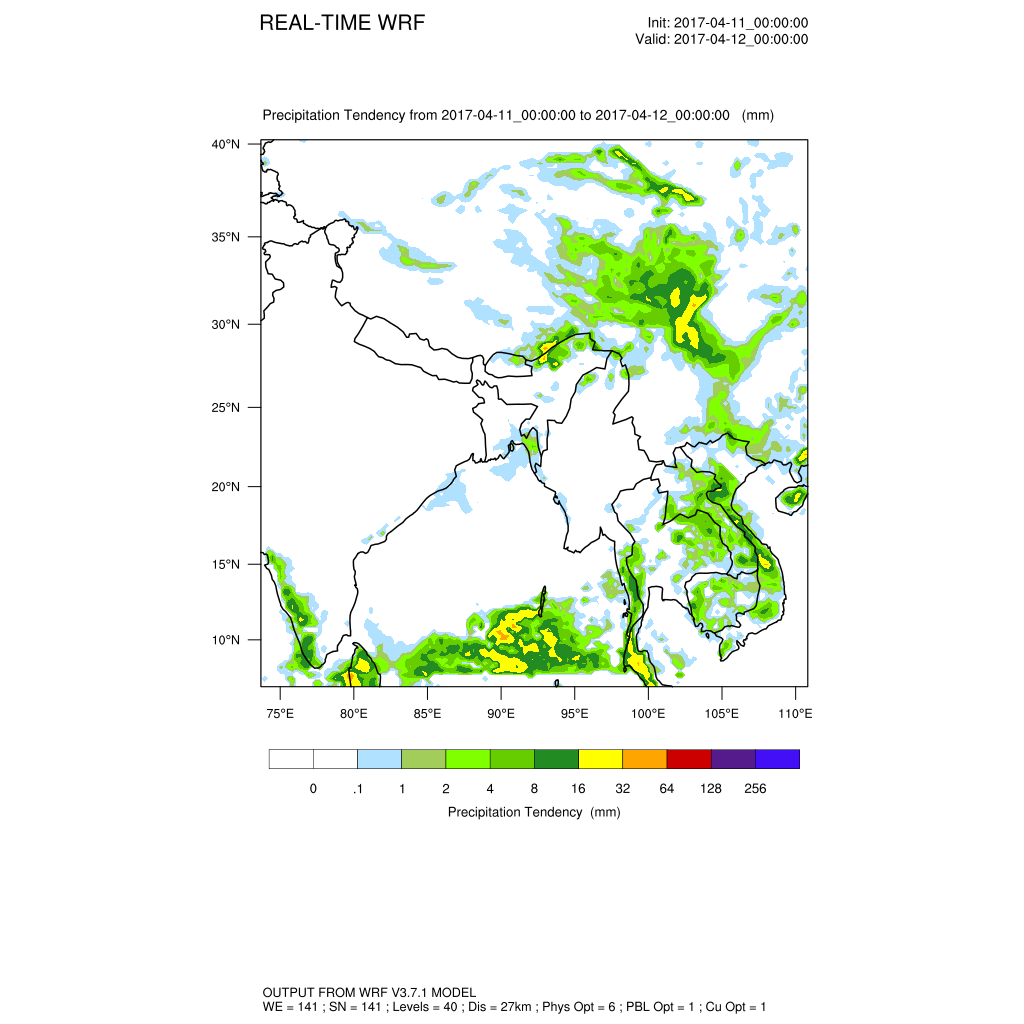 REAL-TIME WRF
Init: 2017-04-11_00:00:00
Valid: 2017-04-12_00:00:00
Precipitation Tendency from 2017-04-11_00:00:00 to 2017-04-12_00:00:00 (mm)
40°N
35°N
30°N
25°N
20°N
15°N
10°N
75°E 80°E 85°E 90°E 95°E 100°E 105°E 110°E
0 .1 1 2 4 8 16 32 64 128 256
Precipitation Tendency (mm)
OUTPUT FROM WRF V3.7.1 MODEL
WE = 141 ; SN = 141 ; Levels = 40 ; Dis = 27km ; Phys Opt = 6 ; PBL Opt = 1 ; Cu Opt = 1